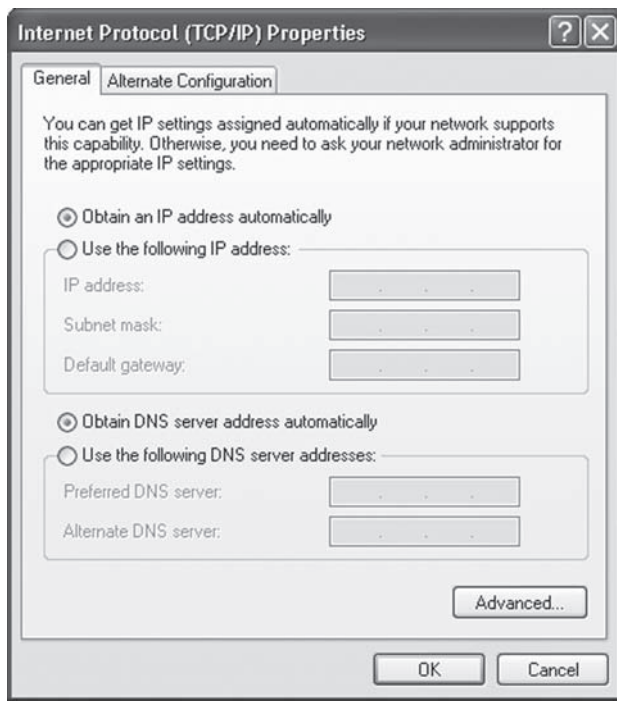 Internet Protocol (TCP/IP) Properties
General
Alternate Configuration
You can get IP settings assigned automatically if your network supports
this capability. Otherwise, you need to ask your network administrator for
the appropriate IP settings.
Obtain an IP address automatically
Use the following IP address:
IP address:
Subnet mask:
Default gateway:
Obtain DNS server address automatically
Use the following DNS server addresses:
Preferred DNS server:
Alternate DNS server:
Advanced...
OK
Cancel